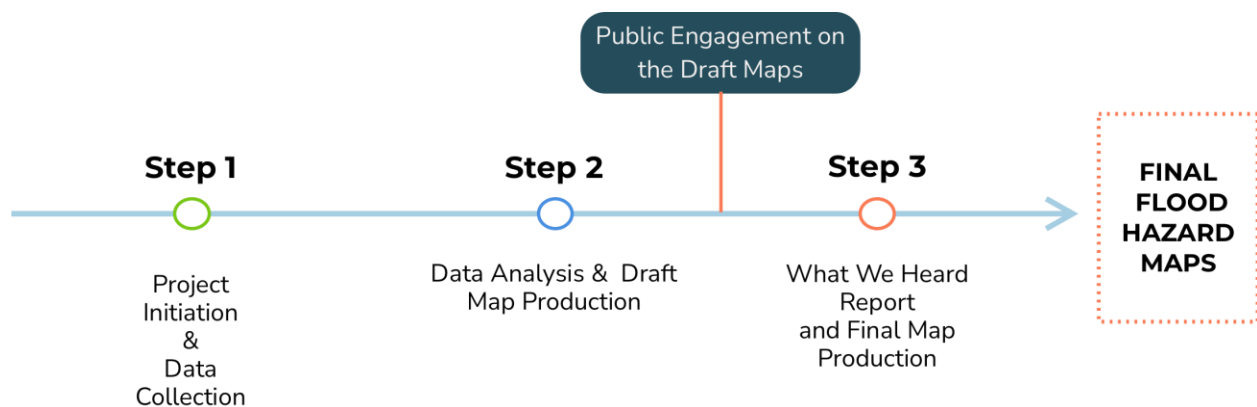 Public Engagement on
the Draft Maps
Step 1
Step 2
Step 3
Project
Initiation
&
Data
Collection
Data Analysis & Draft
Map Production
What We Heard
Report
and Final Map
Production
FINAL
FLOOD
HAZARD
MAPS